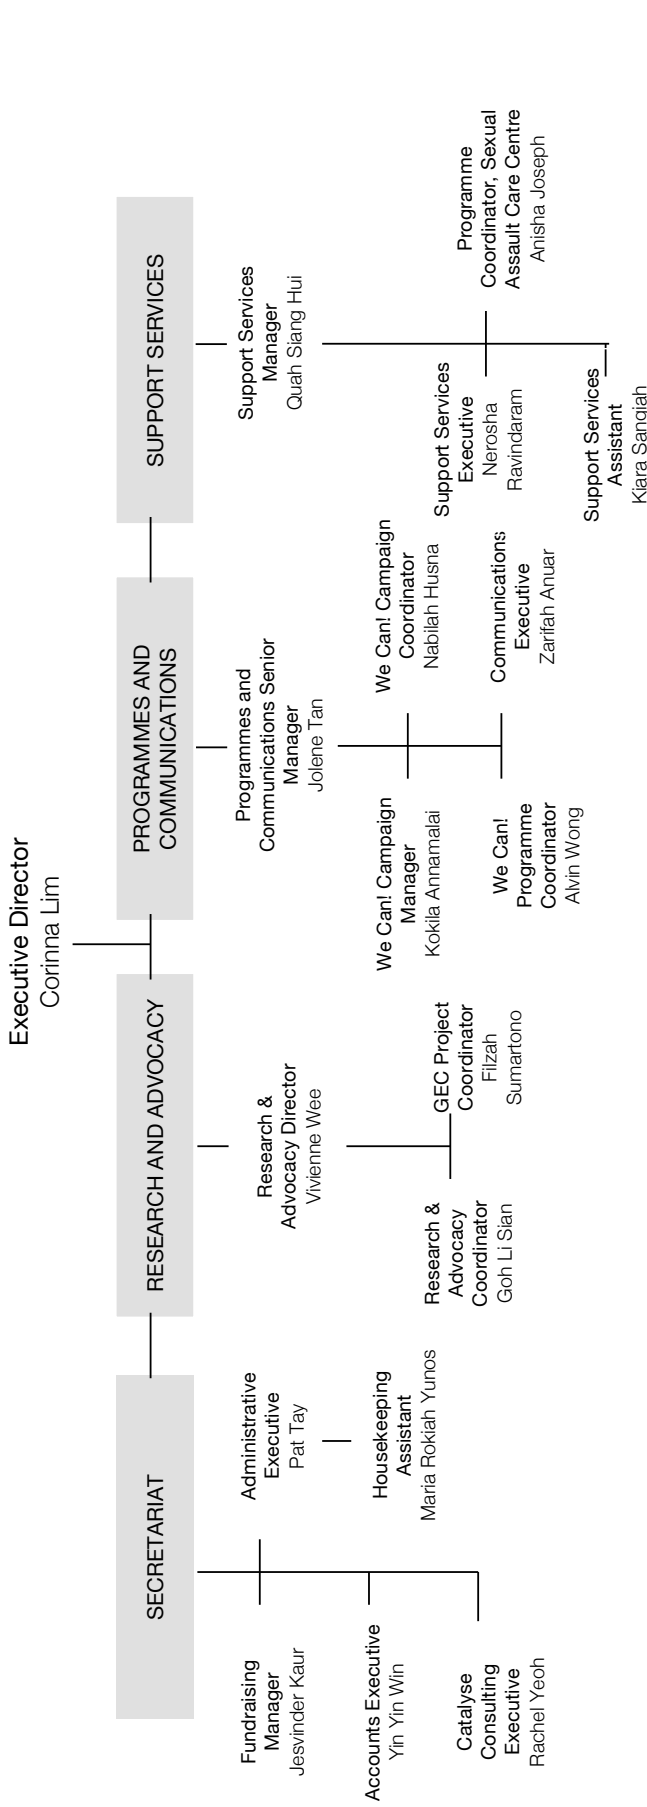 Executive Director
Corinna Lim
SECRETARIAT
Fundraising
Manager
Jesvinder Kaur
Administrative
Executive
Pat Tay
Accounts Executive
Yin Yin Win
Housekeeping
Assistant
Maria Rokiah Yunos
Catalyse
Consulting
Executive
Rachel Yeoh
RESEARCH AND ADVOCACY
Research &
Advocacy Director
Vivienne Wee
Research &
Advocacy
Coordinator
Goh Li Sian
GEC Project
Coordinator
Filzah
Sumartono
PROGRAMMES AND
COMMUNICATIONS
Programmes and
Communications Senior
Manager
Jolene Tan
We Can! Campaign
Manager
Kokila Annamalai
We Can! Campaign
Coordinator
Nabilah Husna
We Can!
Programme
Coordinator
Alvin Wong
Communications
Executive
Zarifah Anuar
SUPPORT SERVICES
Support Services
Manager
Quah Siang Hui
Support Services
Executive
Nerosha
Ravindaram
Programme
Coordinator, Sexual
Assault Care Centre
Anisha Joseph
Support Services
Assistant
Kiara Sangiah